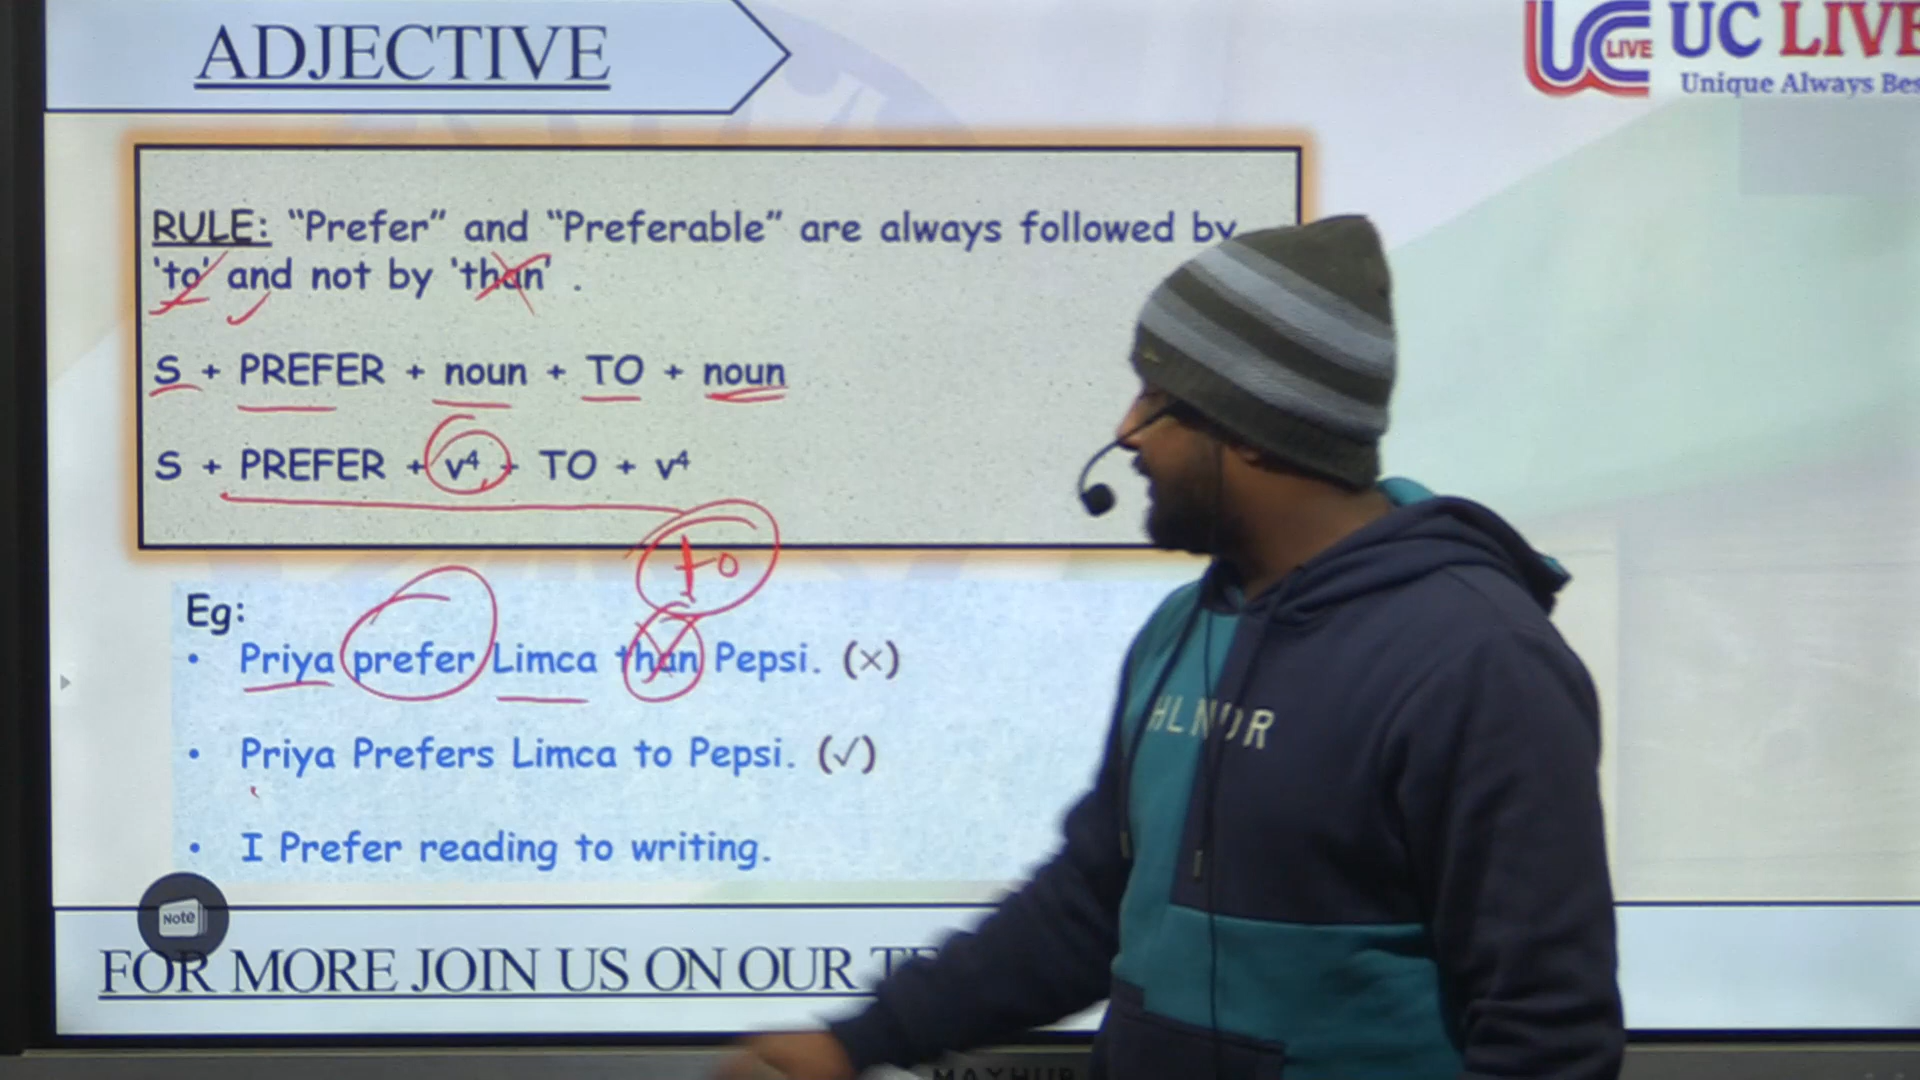 ADJECTIVE
UC LIVE
LIVE
Unique Always
RULE: “Prefer” and “Preferable” are always followed by
‘to’ and not by ‘than’ .
S + PREFER + noun + TO + noun
S + PREFER + v⁴ + TO + v⁴
to
Eg:
• Priya prefer Limca than Pepsi. (×)
• Priya Prefers Limca to Pepsi. (✓)
• I Prefer reading to writing.
Note
FOR MORE JOIN US ON OUR